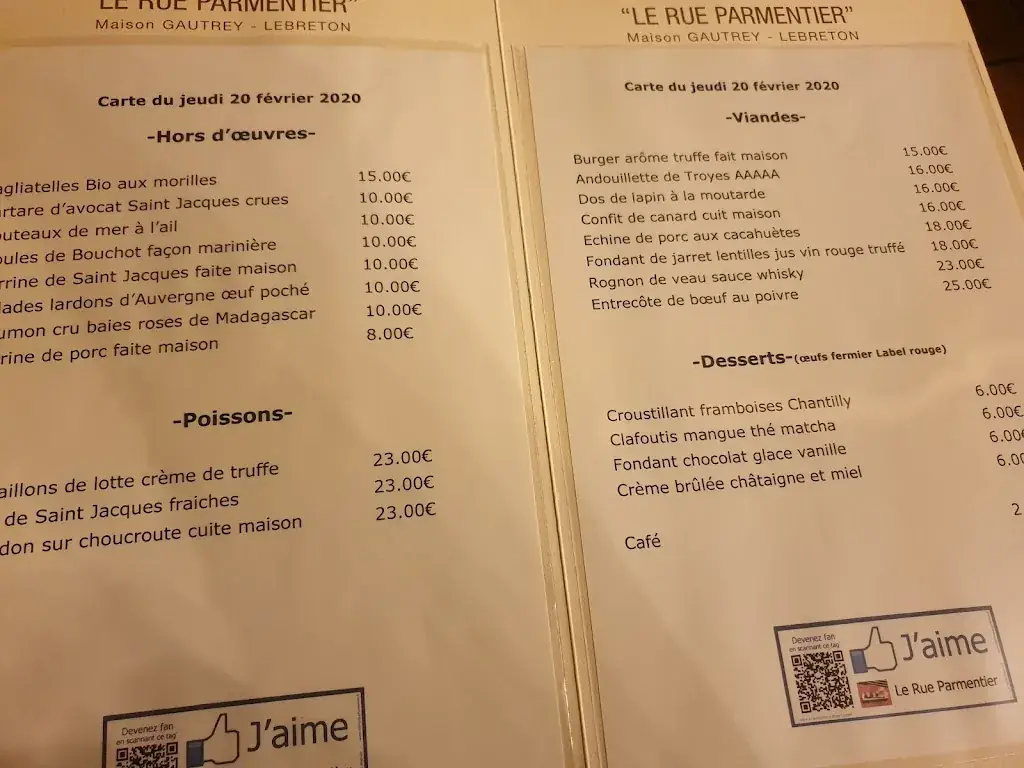 "LE RUE PARMENTIER"
Maison GAUTREY - LEBRETON
Carte du jeudi 20 février 2020
-Hors d'œuvres-
agliatelles Bio aux morilles 15.00€
rtare d'avocat Saint Jacques crues 10.00€
outeaux de mer à l'ail 10.00€
oules de Bouchot façon marinière 10.00€
rrine de Saint Jacques faite maison 10.00€
lades lardons d'Auvergne œuf poché 10.00€
umon cru baies roses de Madagascar 10.00€
rine de porc faite maison 8.00€
-Poissons-
aillons de lotte crème de truffe 23.00€
de Saint Jacques fraiches 23.00€
don sur choucroute cuite maison 23.00€
Devenez fan
en scannant ce tag
J'aime
"LE RUE PARMENTIER"
Maison GAUTREY - LEBRETON
Carte du jeudi 20 février 2020
-Viandes-
Burger arôme truffe fait maison 15.00€
Andouillette de Troyes AAAAA 16.00€
Dos de lapin à la moutarde 16.00€
Confit de canard cuit maison 16.00€
Echine de porc aux cacahuètes 18.00€
Fondant de jarret lentilles jus vin rouge truffé 18.00€
Rognon de veau sauce whisky 23.00€
Entrecôte de bœuf au poivre 25.00€
-Desserts-(œufs fermier Label rouge)
Croustillant framboises Chantilly 6.00€
Clafoutis mangue thé matcha 6.00€
Fondant chocolat glace vanille 6.00
Crème brûlée châtaigne et miel 6.00
Café 2
Devenez fan
en scannant ce tag
J'aime
Le Rue Parmentier